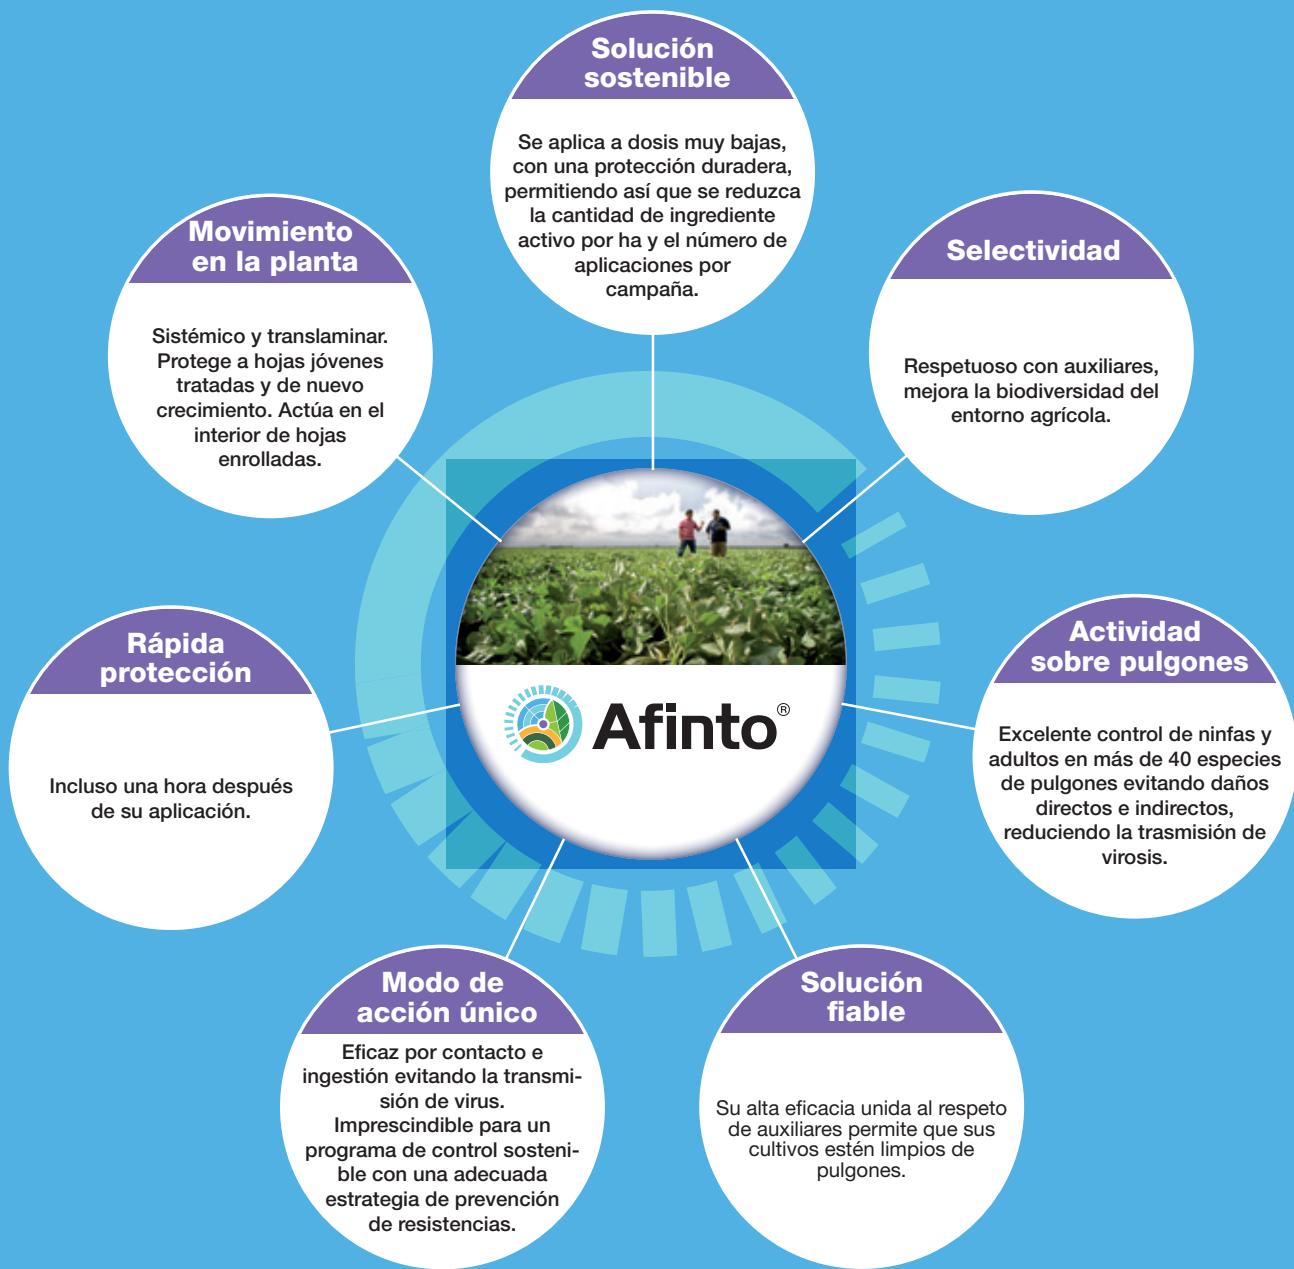 Solución
sostenible
Se aplica a dosis muy bajas,
con una protección duradera,
permitiendo así que se reduzca
la cantidad de ingrediente
activo por ha y el número de
aplicaciones por
campaña.
Movimiento
en la planta
Sistémico y translaminar.
Protege a hojas jóvenes
tratadas y de nuevo
crecimiento. Actúa en el
interior de hojas
enrolladas.
Selectividad
Respetuoso con auxiliares,
mejora la biodiversidad del
entorno agrícola.
Rápida
protección
Incluso una hora después
de su aplicación.
Afinto®
Actividad
sobre pulgones
Excelente control de ninfas y
adultos en más de 40 especies
de pulgones evitando daños
directos e indirectos,
reduciendo la trasmisión de
virosis.
Modo de
acción único
Eficaz por contacto e
ingestión evitando la transmi-
sión de virus.
Imprescindible para un
programa de control sosteni-
ble con una adecuada
estrategia de prevención
de resistencias.
Solución
fiable
Su alta eficacia unida al respeto
de auxiliares permite que sus
cultivos estén limpios de
pulgones.